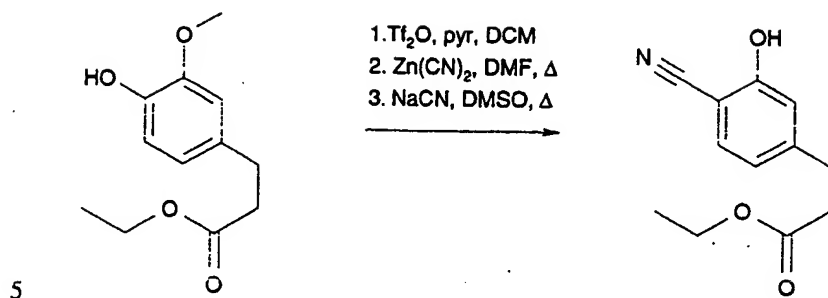 1.Tf₂O, pyr, DCM
2. Zn(CN)₂, DMF, Δ
3. NaCN, DMSO, Δ
HO
O
O
O
N
OH
O
O
5